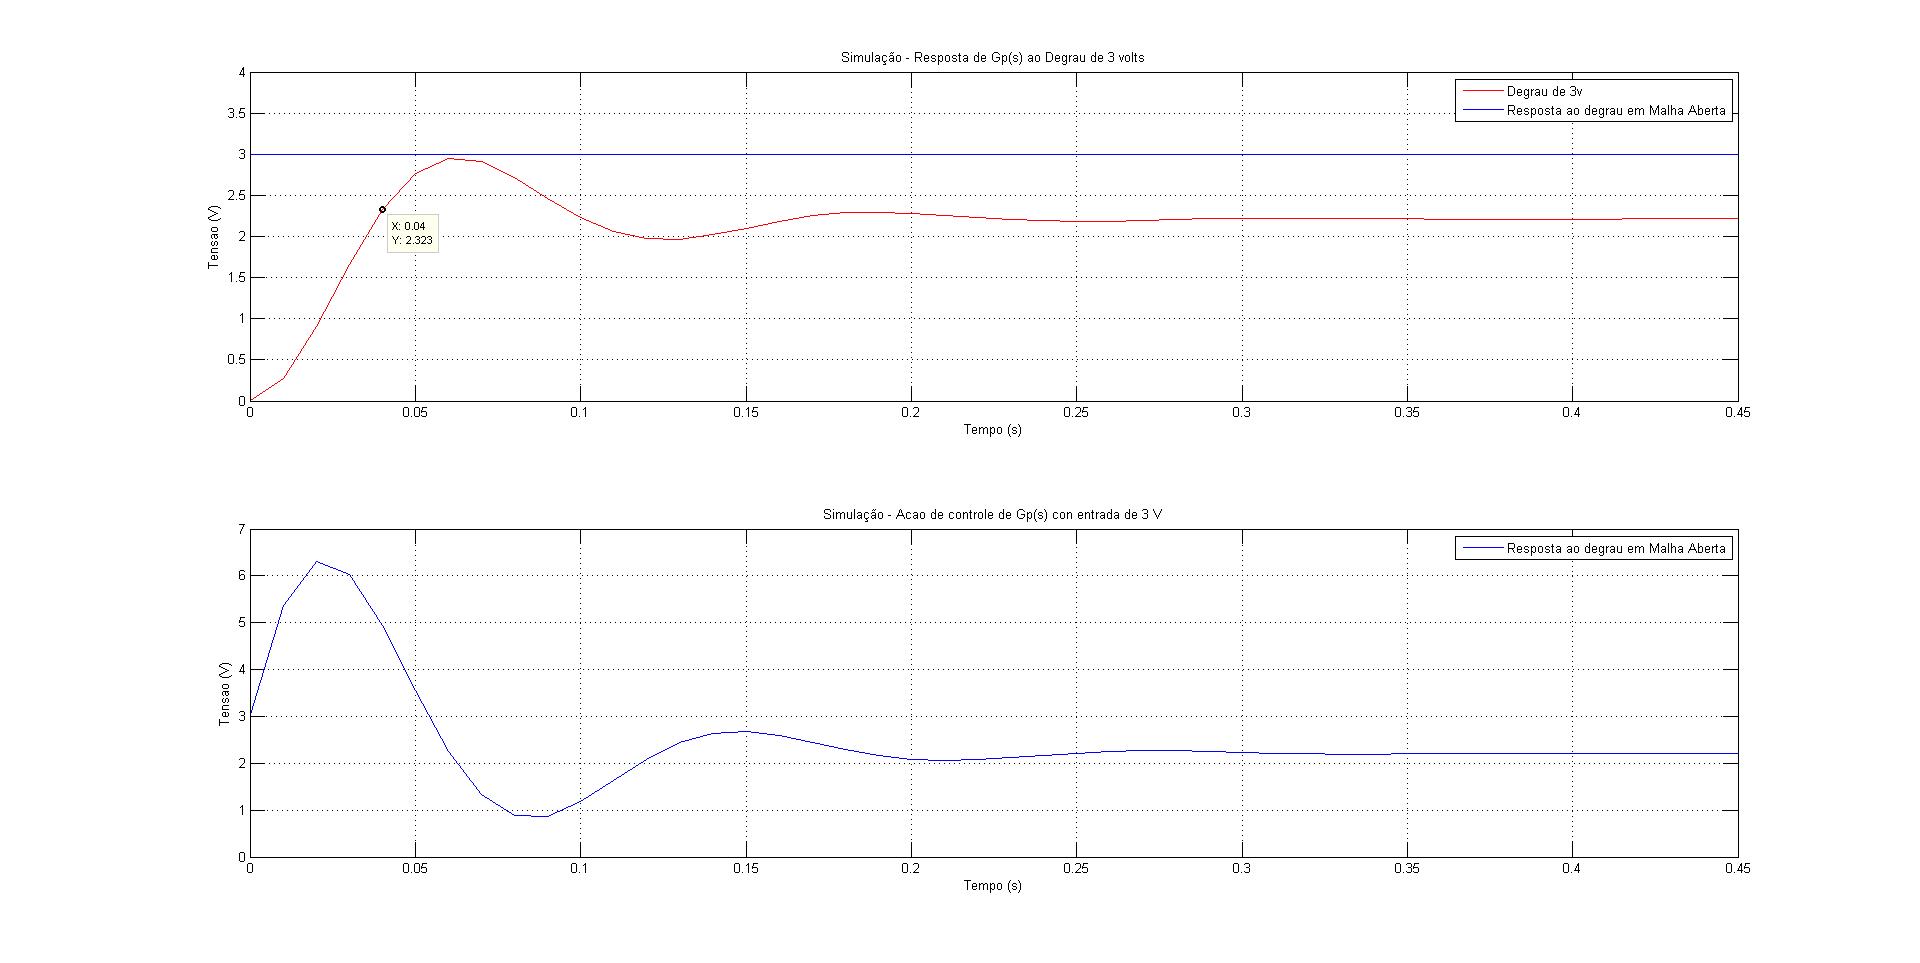 Simulação - Resposta de Gp(s) ao Degrau de 3 volts
Degrau de 3v
Resposta ao degrau em Malha Aberta
4
3.5
3
2.5
2
1.5
1
0.5
0
Tensao (V)
X: 0.04
Y: 2.323
0 0.05 0.1 0.15 0.2 0.25 0.3 0.35 0.4 0.45
Tempo (s)
Simulação - Acao de controle de Gp(s) con entrada de 3 V
Resposta ao degrau em Malha Aberta
7
6
5
4
3
2
1
0
Tensao (V)
0 0.05 0.1 0.15 0.2 0.25 0.3 0.35 0.4 0.45
Tempo (s)